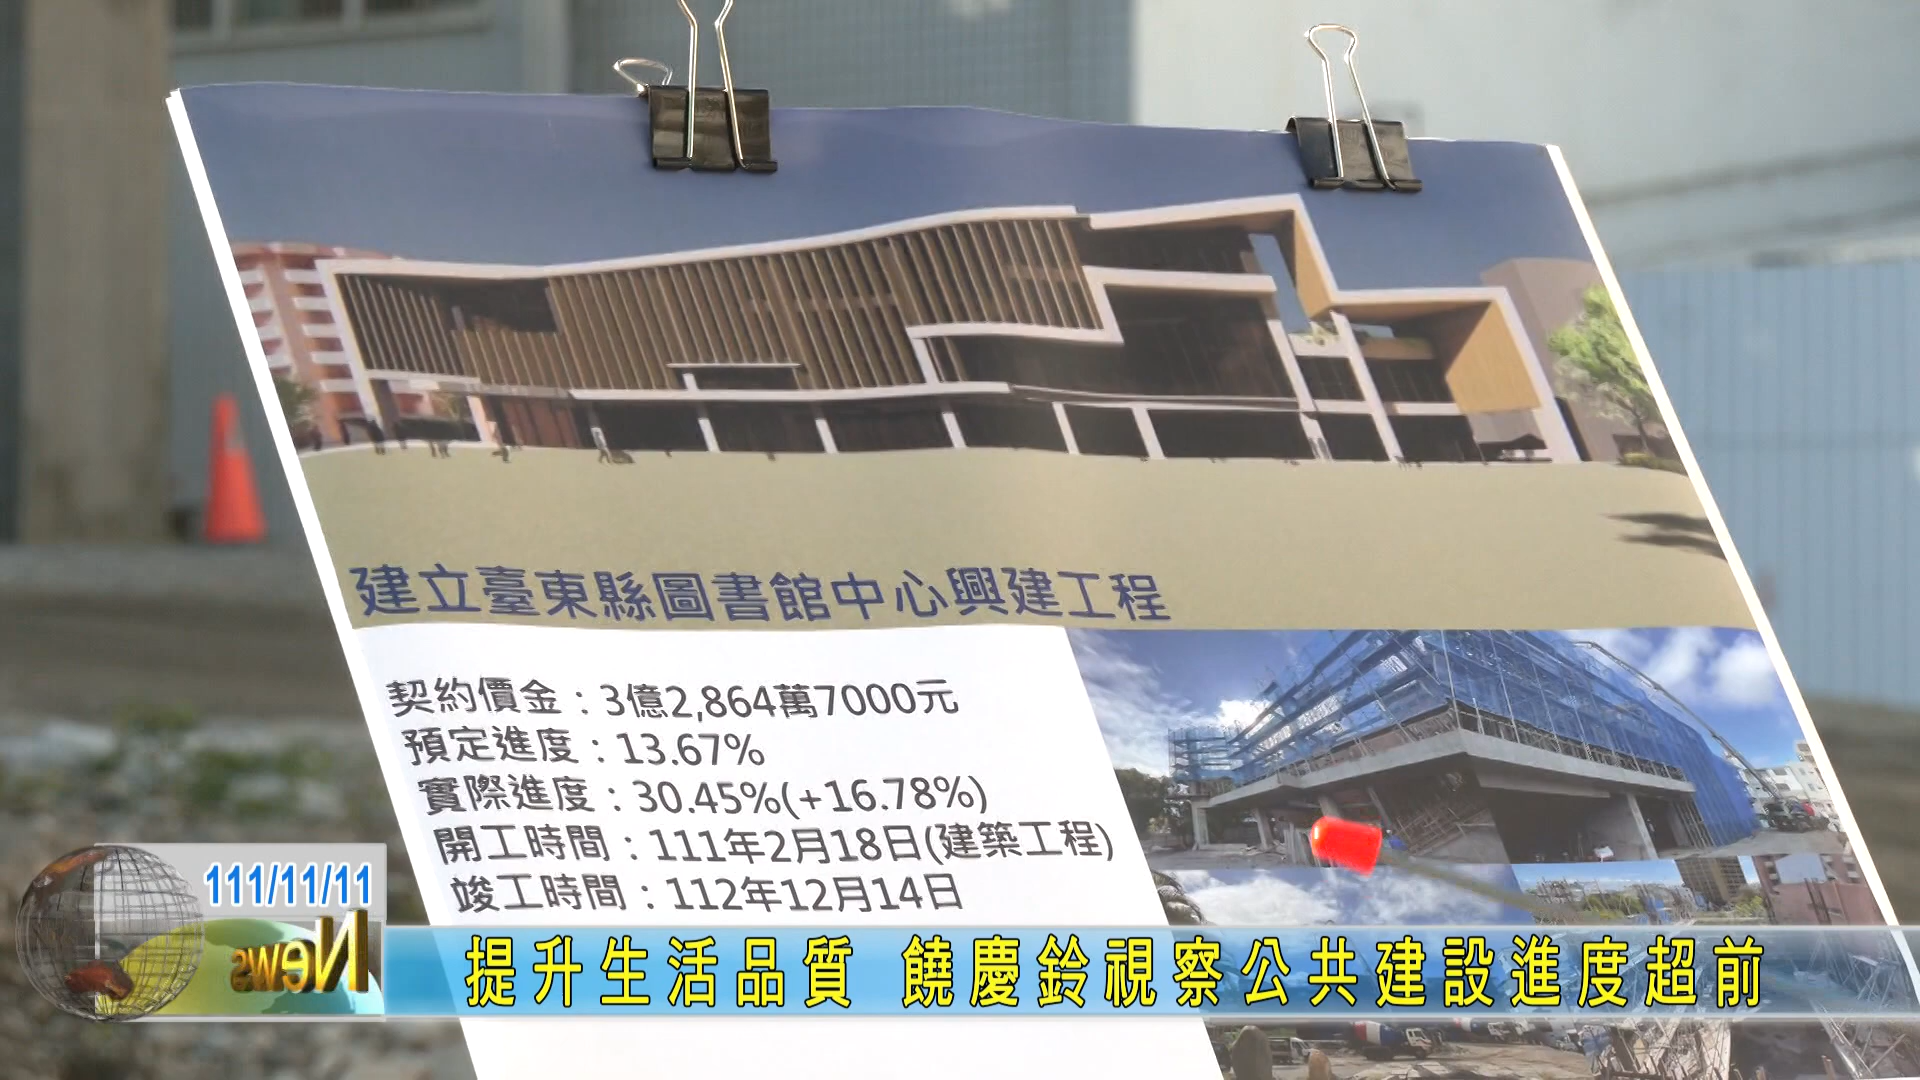 建立臺東縣圖書館中心興建工程
契約價金：3億2,864萬7000元
預定進度：13.67%
實際進度：30.45%(+16.78%)
開工時間：111年2月18日(建築工程)
竣工時間：112年12月14日
111/11/11
News
提升生活品質 饒慶鈴視察公共建設進度超前